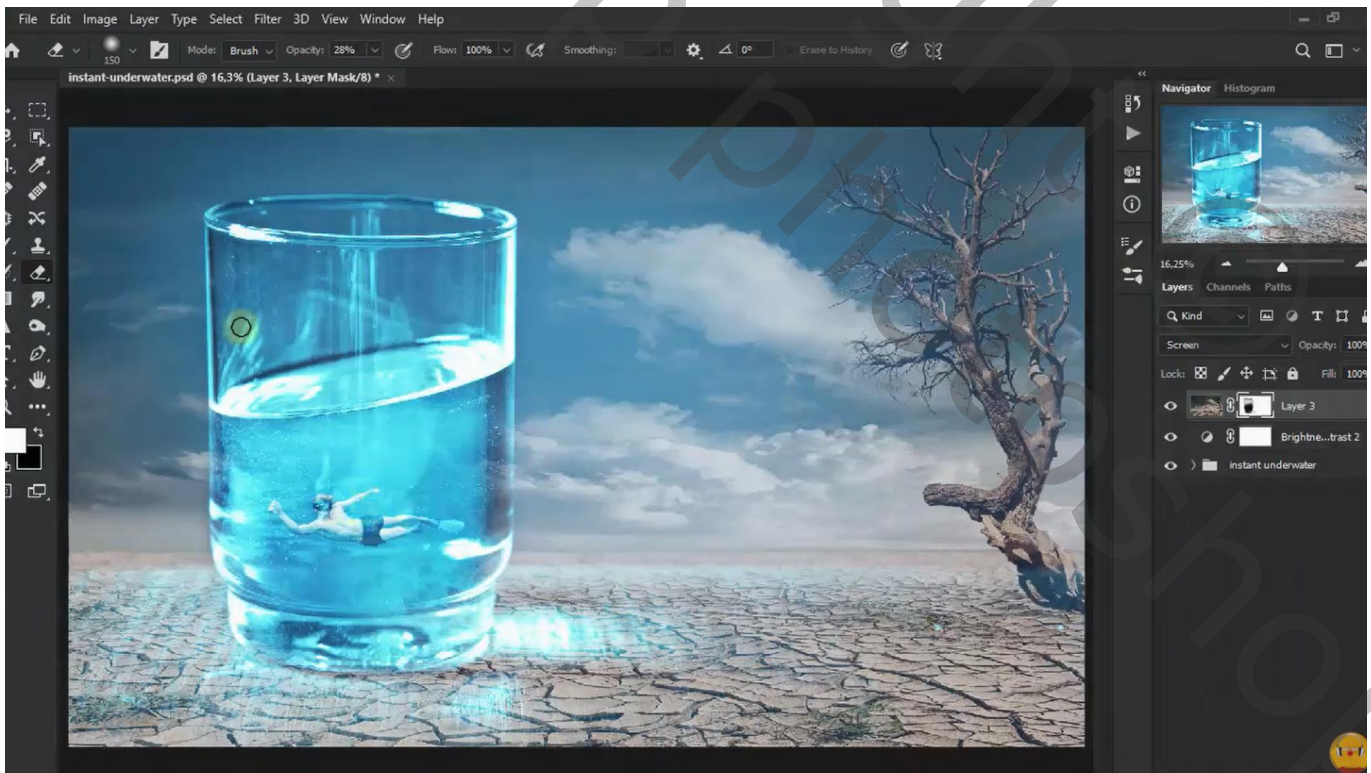 File Edit Image Layer Type Select Filter 3D View Window Help
150 Mode: Brush Opacity: 28% Flow: 100% Smoothing: 0° Erase to History
instant-underwater.psd @ 16,3% (Layer 3, Layer Mask/8) * ×
Navigator Histogram
16,25%
Layers Channels Paths
Kind
Screen Opacity: 100%
Lock: Fill: 100%
Layer 3
Brightne...trast 2
instant underwater